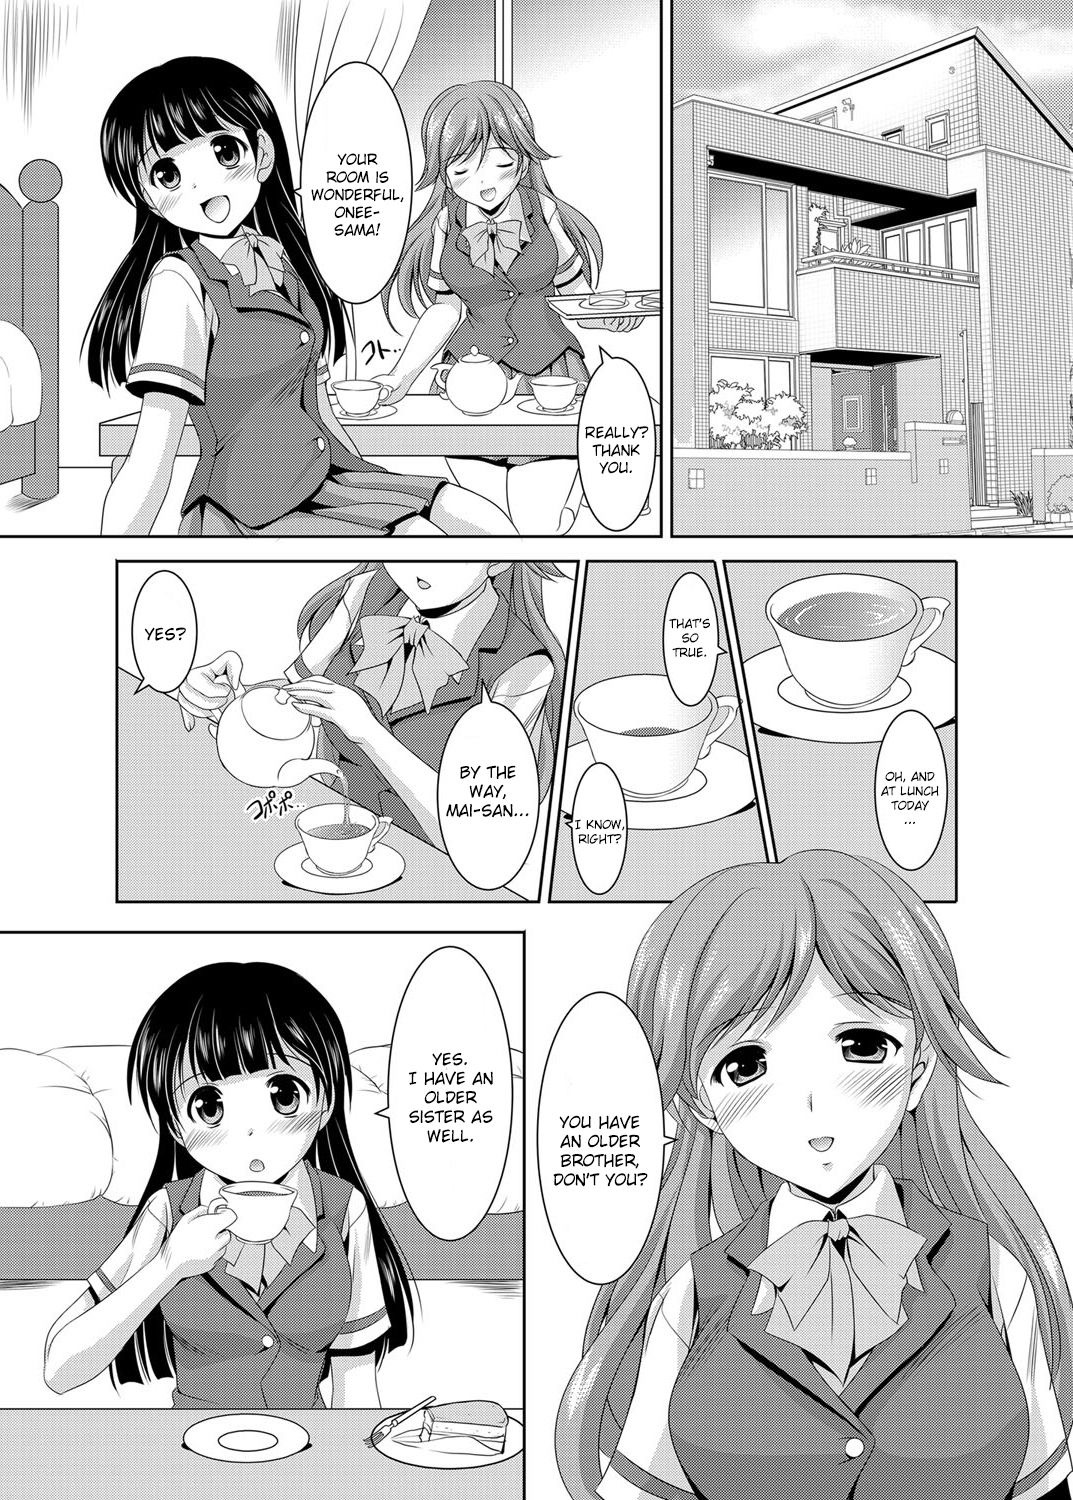 YOUR
ROOM IS
WONDERFUL,
ONEE-
SAMA!
コト…
REALLY?
THANK
YOU.
OH, AND
AT LUNCH
TODAY
...
THAT'S
SO
TRUE.
I KNOW,
RIGHT?
BY THE
WAY,
MAI-SAN...
コポポ…
YES?
YOU HAVE
AN OLDER
BROTHER,
DON'T YOU?
YES.
I HAVE AN
OLDER
SISTER AS
WELL.